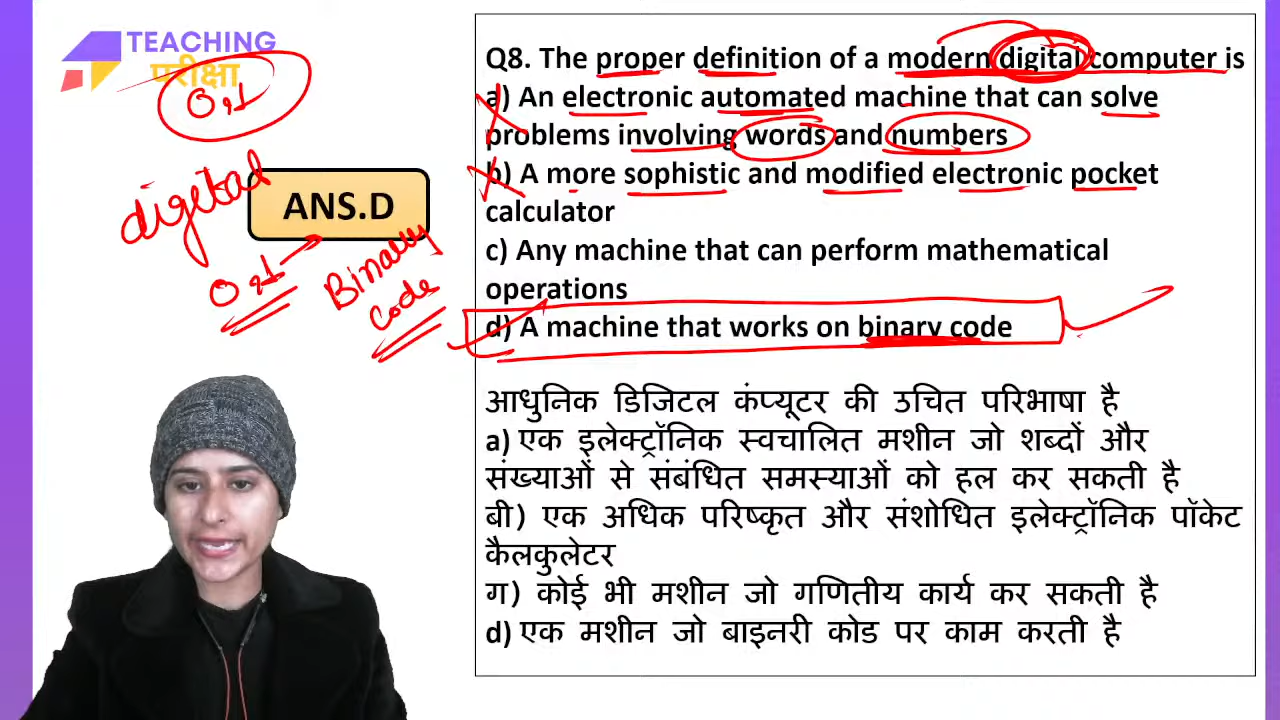 TEACHING
परीक्षा
0,1
digital
ANS.D
0,1
Binary
code
Q8. The proper definition of a modern digital computer is
a) An electronic automated machine that can solve
problems involving words and numbers
b) A more sophistic and modified electronic pocket
calculator
c) Any machine that can perform mathematical
operations
d) A machine that works on binary code
आधुनिक डिजिटल कंप्यूटर की उचित परिभाषा है
a) एक इलेक्ट्रॉनिक स्वचालित मशीन जो शब्दों और
संख्याओं से संबंधित समस्याओं को हल कर सकती है
बी) एक अधिक परिष्कृत और संशोधित इलेक्ट्रॉनिक पॉकेट
कैलकुलेटर
ग) कोई भी मशीन जो गणितीय कार्य कर सकती है
d) एक मशीन जो बाइनरी कोड पर काम करती है